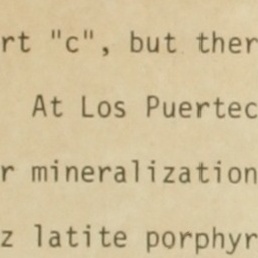 rt "c", but ther
At Los Puertec
r mineralization
z latite porphyr